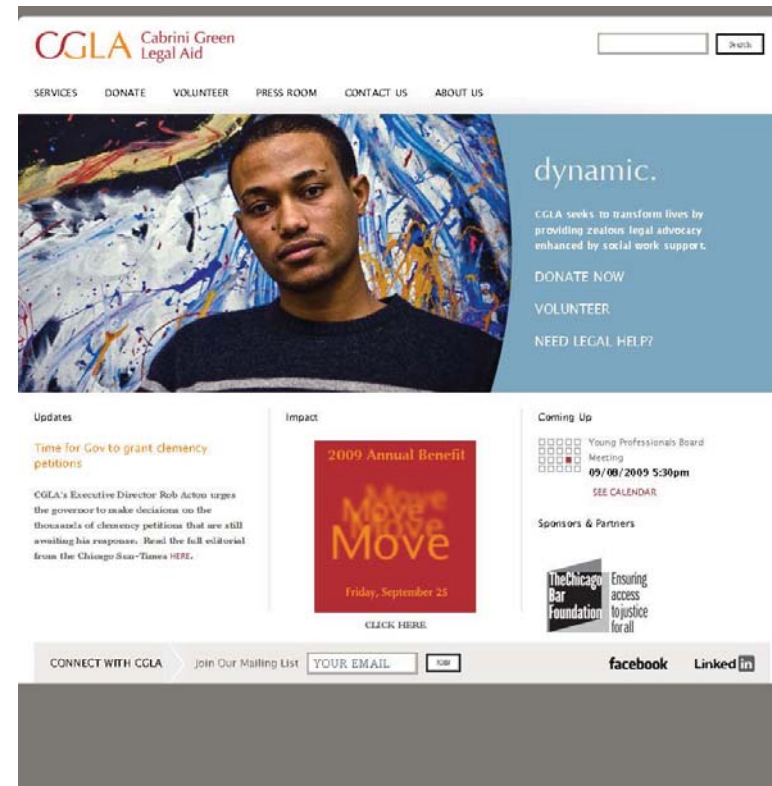 CGLA Cabrini Green
Legal Aid
Search
SERVICES DONATE VOLUNTEER PRESS ROOM CONTACT US ABOUT US
dynamic.
CGLA seeks to transform lives by
providing zealous legal advocacy
enhanced by social work support.
DONATE NOW
VOLUNTEER
NEED LEGAL HELP?
Updates
Time for Gov to grant clemency
petitions
CGLA's Executive Director Rob Acton urges
the governor to make decisions on the
thousands of clemency petitions that are still
awaiting his response. Read the full editorial
from the Chicago Sun-Times HERE.
Impact
2009 Annual Benefit
Move
Move
Move
Move
Friday, September 25
CLICK HERE
Coming Up
Young Professionals Board
Meeting
09/08/2009 5:30pm
SEE CALENDAR
Sponsors & Partners
TheChicago
Bar
Foundation
Ensuring
access
to justice
for all
CONNECT WITH CGLA Join Our Mailing List YOUR EMAIL
facebook Linked in